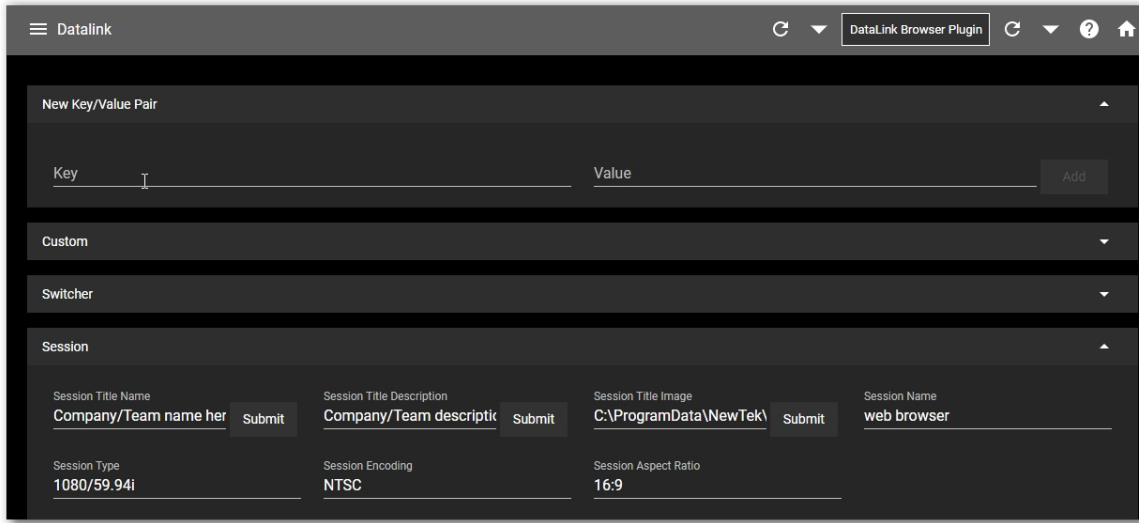 Datalink
DataLink Browser Plugin
New Key/Value Pair
Key
Value
Add
Custom
Switcher
Session
Session Title Name
Company/Team name her
Submit
Session Title Description
Company/Team descriptic
Submit
Session Title Image
C:\ProgramData\NewTek\
Submit
Session Name
web browser
Session Type
1080/59.94i
Session Encoding
NTSC
Session Aspect Ratio
16:9